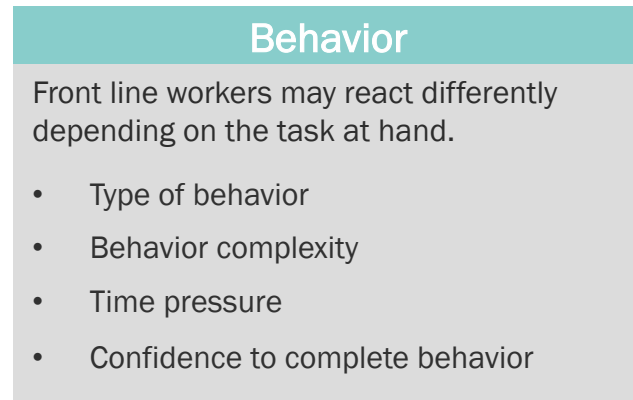 Behavior
Front line workers may react differently
depending on the task at hand.
• Type of behavior
• Behavior complexity
• Time pressure
• Confidence to complete behavior